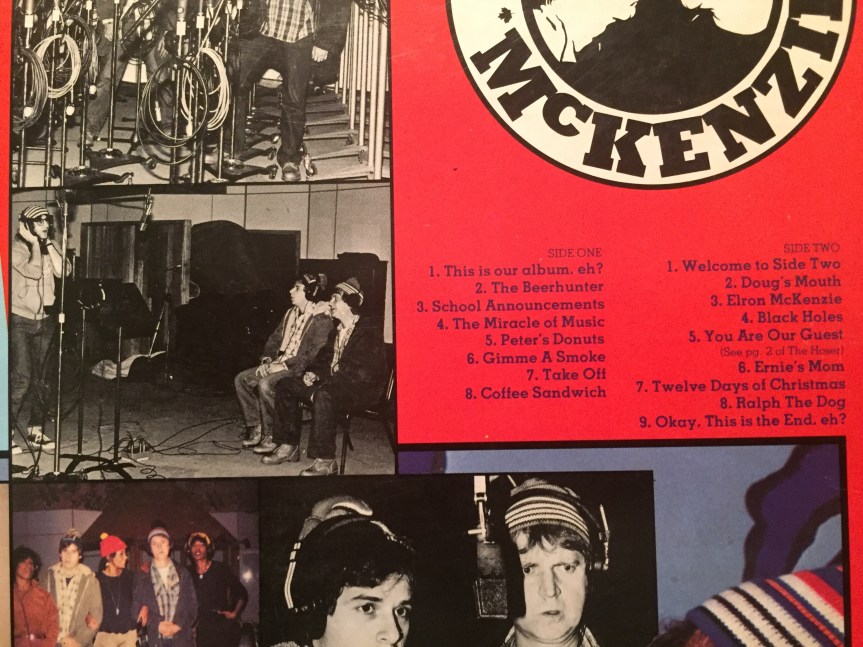 McKENZI
SIDE ONE
1. This is our album, eh?
2. The Beerhunter
3. School Announcements
4. The Miracle of Music
5. Peter's Donuts
6. Gimme A Smoke
7. Take Off
8. Coffee Sandwich
SIDE TWO
1. Welcome to Side Two
2. Doug's Mouth
3. Elron McKenzie
4. Black Holes
5. You Are Our Guest
(See pg. 2 of The Hoser)
6. Ernie's Mom
7. Twelve Days of Christmas
8. Ralph The Dog
9. Okay, This is the End, eh?